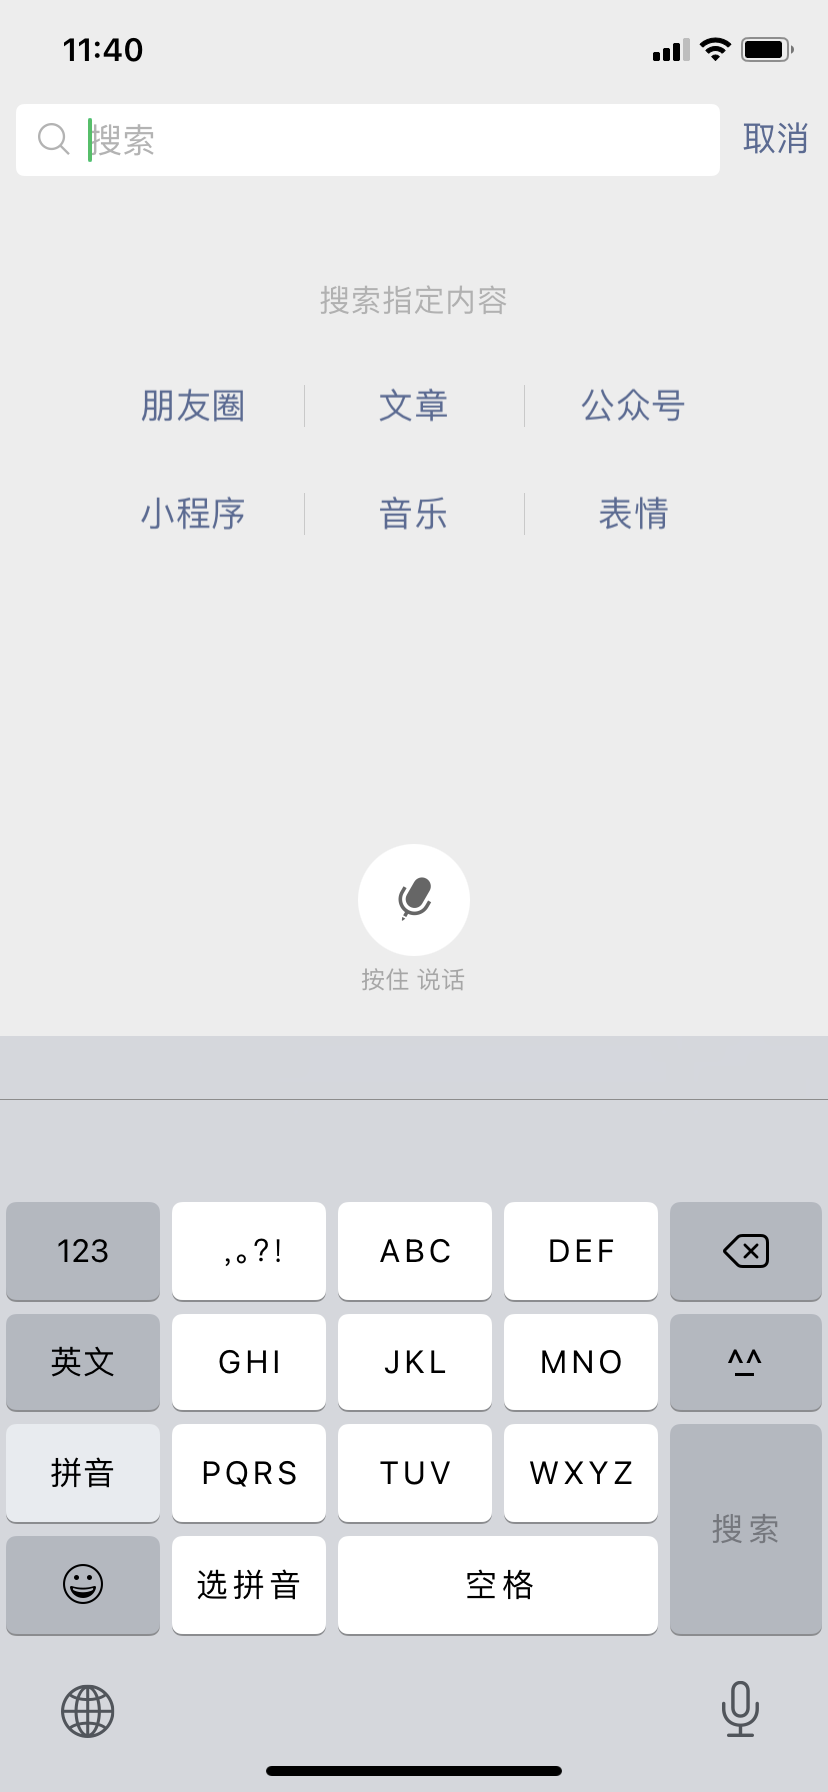 11:40
搜索 取消
搜索指定内容
朋友圈 文章 公众号
小程序 音乐 表情
按住 说话
123 ,。?! ABC DEF
英文 GHI JKL MNO ^^
拼音 PQRS TUV WXYZ
搜索
选拼音 空格